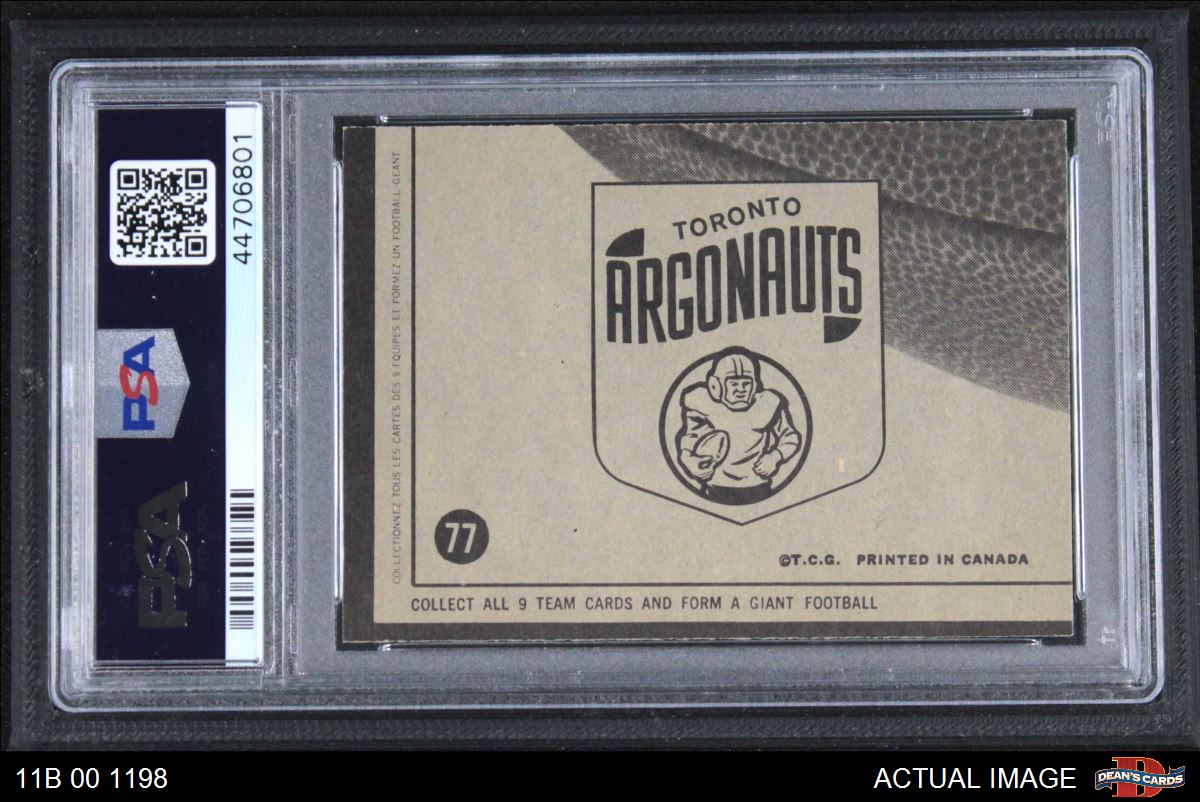 44706801
PSA
PSA
COLLECTIONNEZ TOUS LES CARTES DES 9 EQUIPES ET FORMEZ UN FOOTBALL GEANT
TORONTO
ARGONAUTS
77
©T.C.G. PRINTED IN CANADA
COLLECT ALL 9 TEAM CARDS AND FORM A GIANT FOOTBALL
11B 00 1198
ACTUAL IMAGE
DEAN'S CARDS